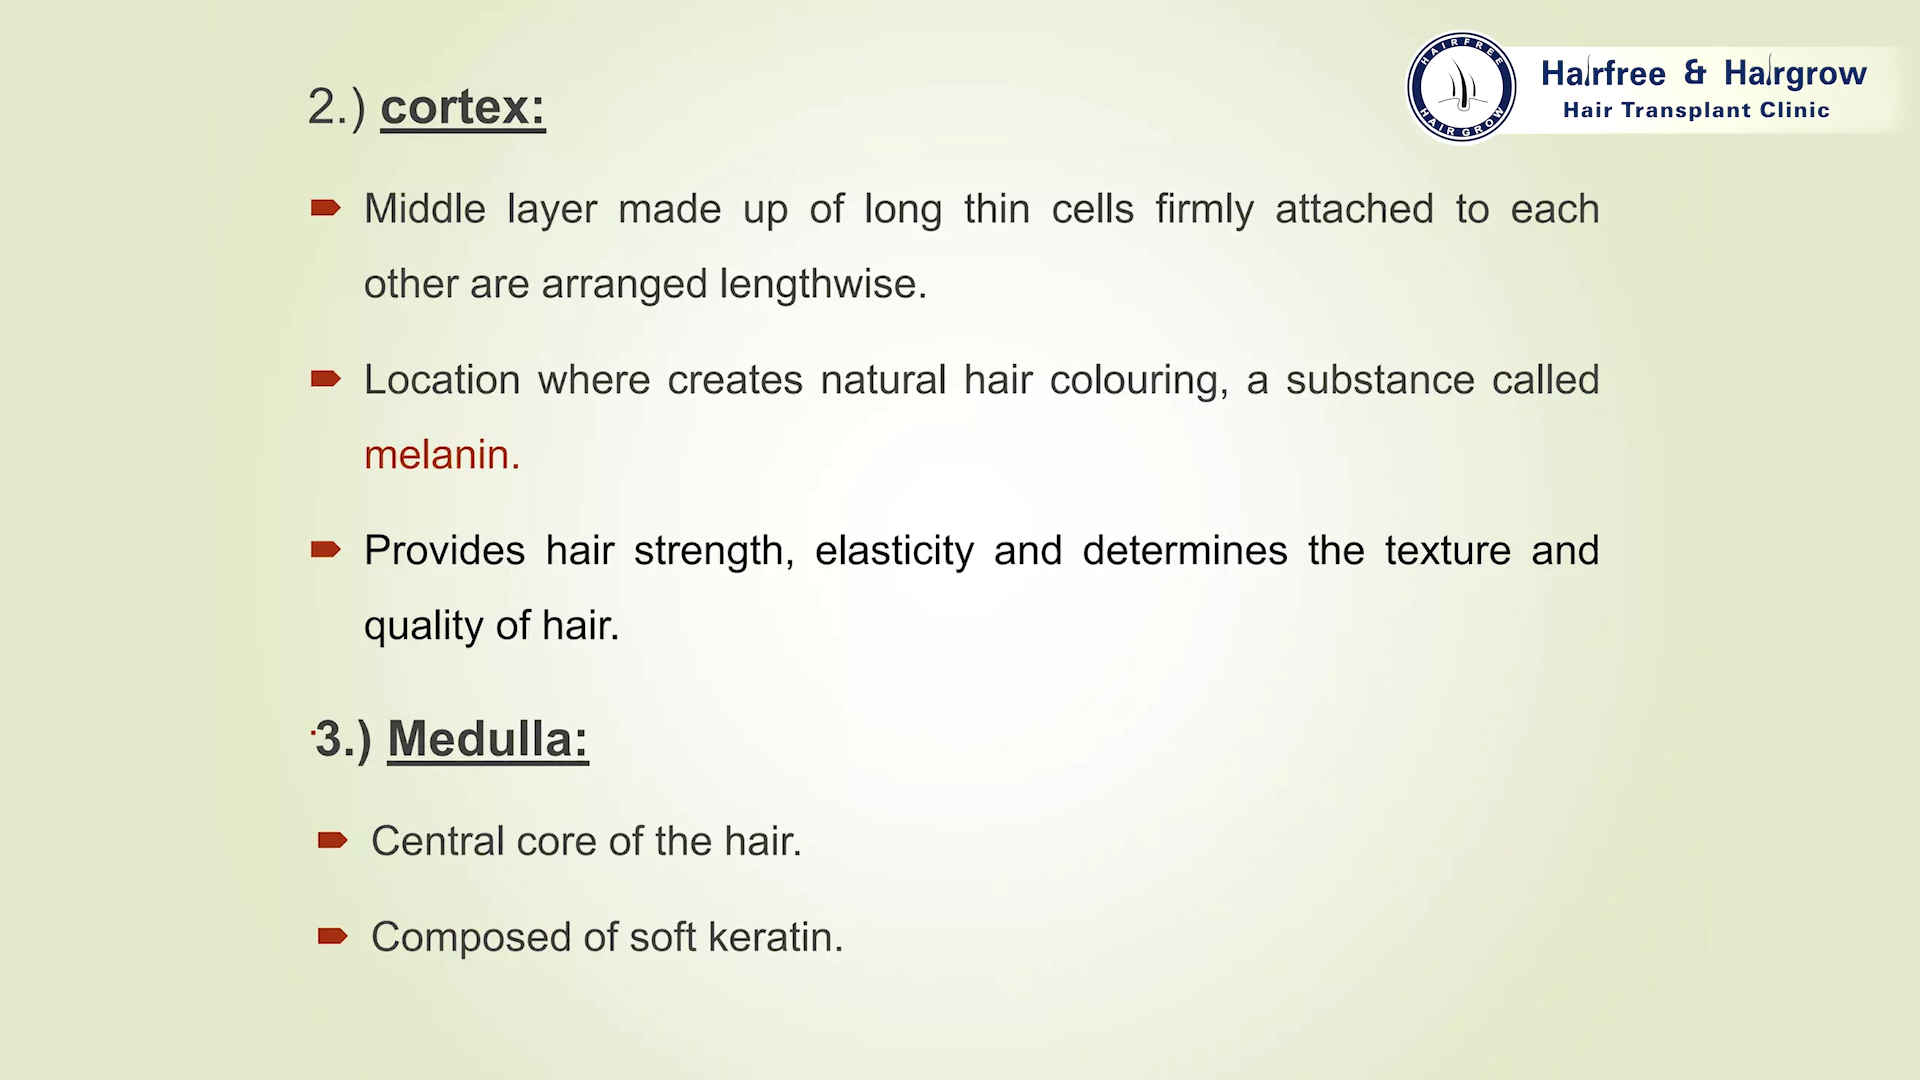 HAIRFREE
HAIR GROW
Hairfree & Hairgrow
Hair Transplant Clinic
2.) cortex:
Middle layer made up of long thin cells firmly attached to each
other are arranged lengthwise.
Location where creates natural hair colouring, a substance called
melanin.
Provides hair strength, elasticity and determines the texture and
quality of hair.
3.) Medulla:
Central core of the hair.
Composed of soft keratin.